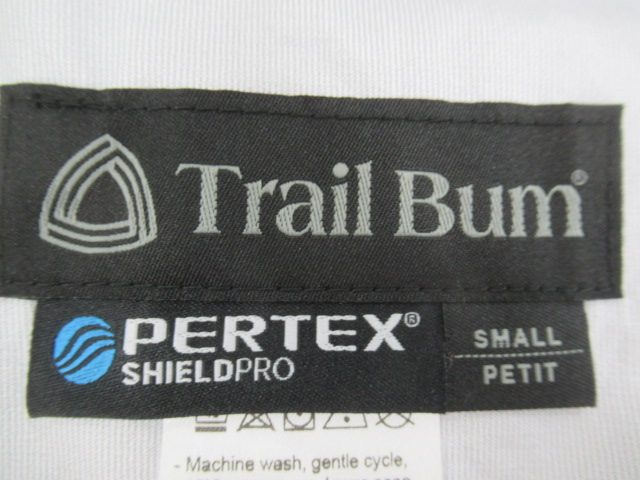 Trail Bum®
PERTEX®
SHIELDPRO
SMALL
PETIT
- Machine wash, gentle cycle,